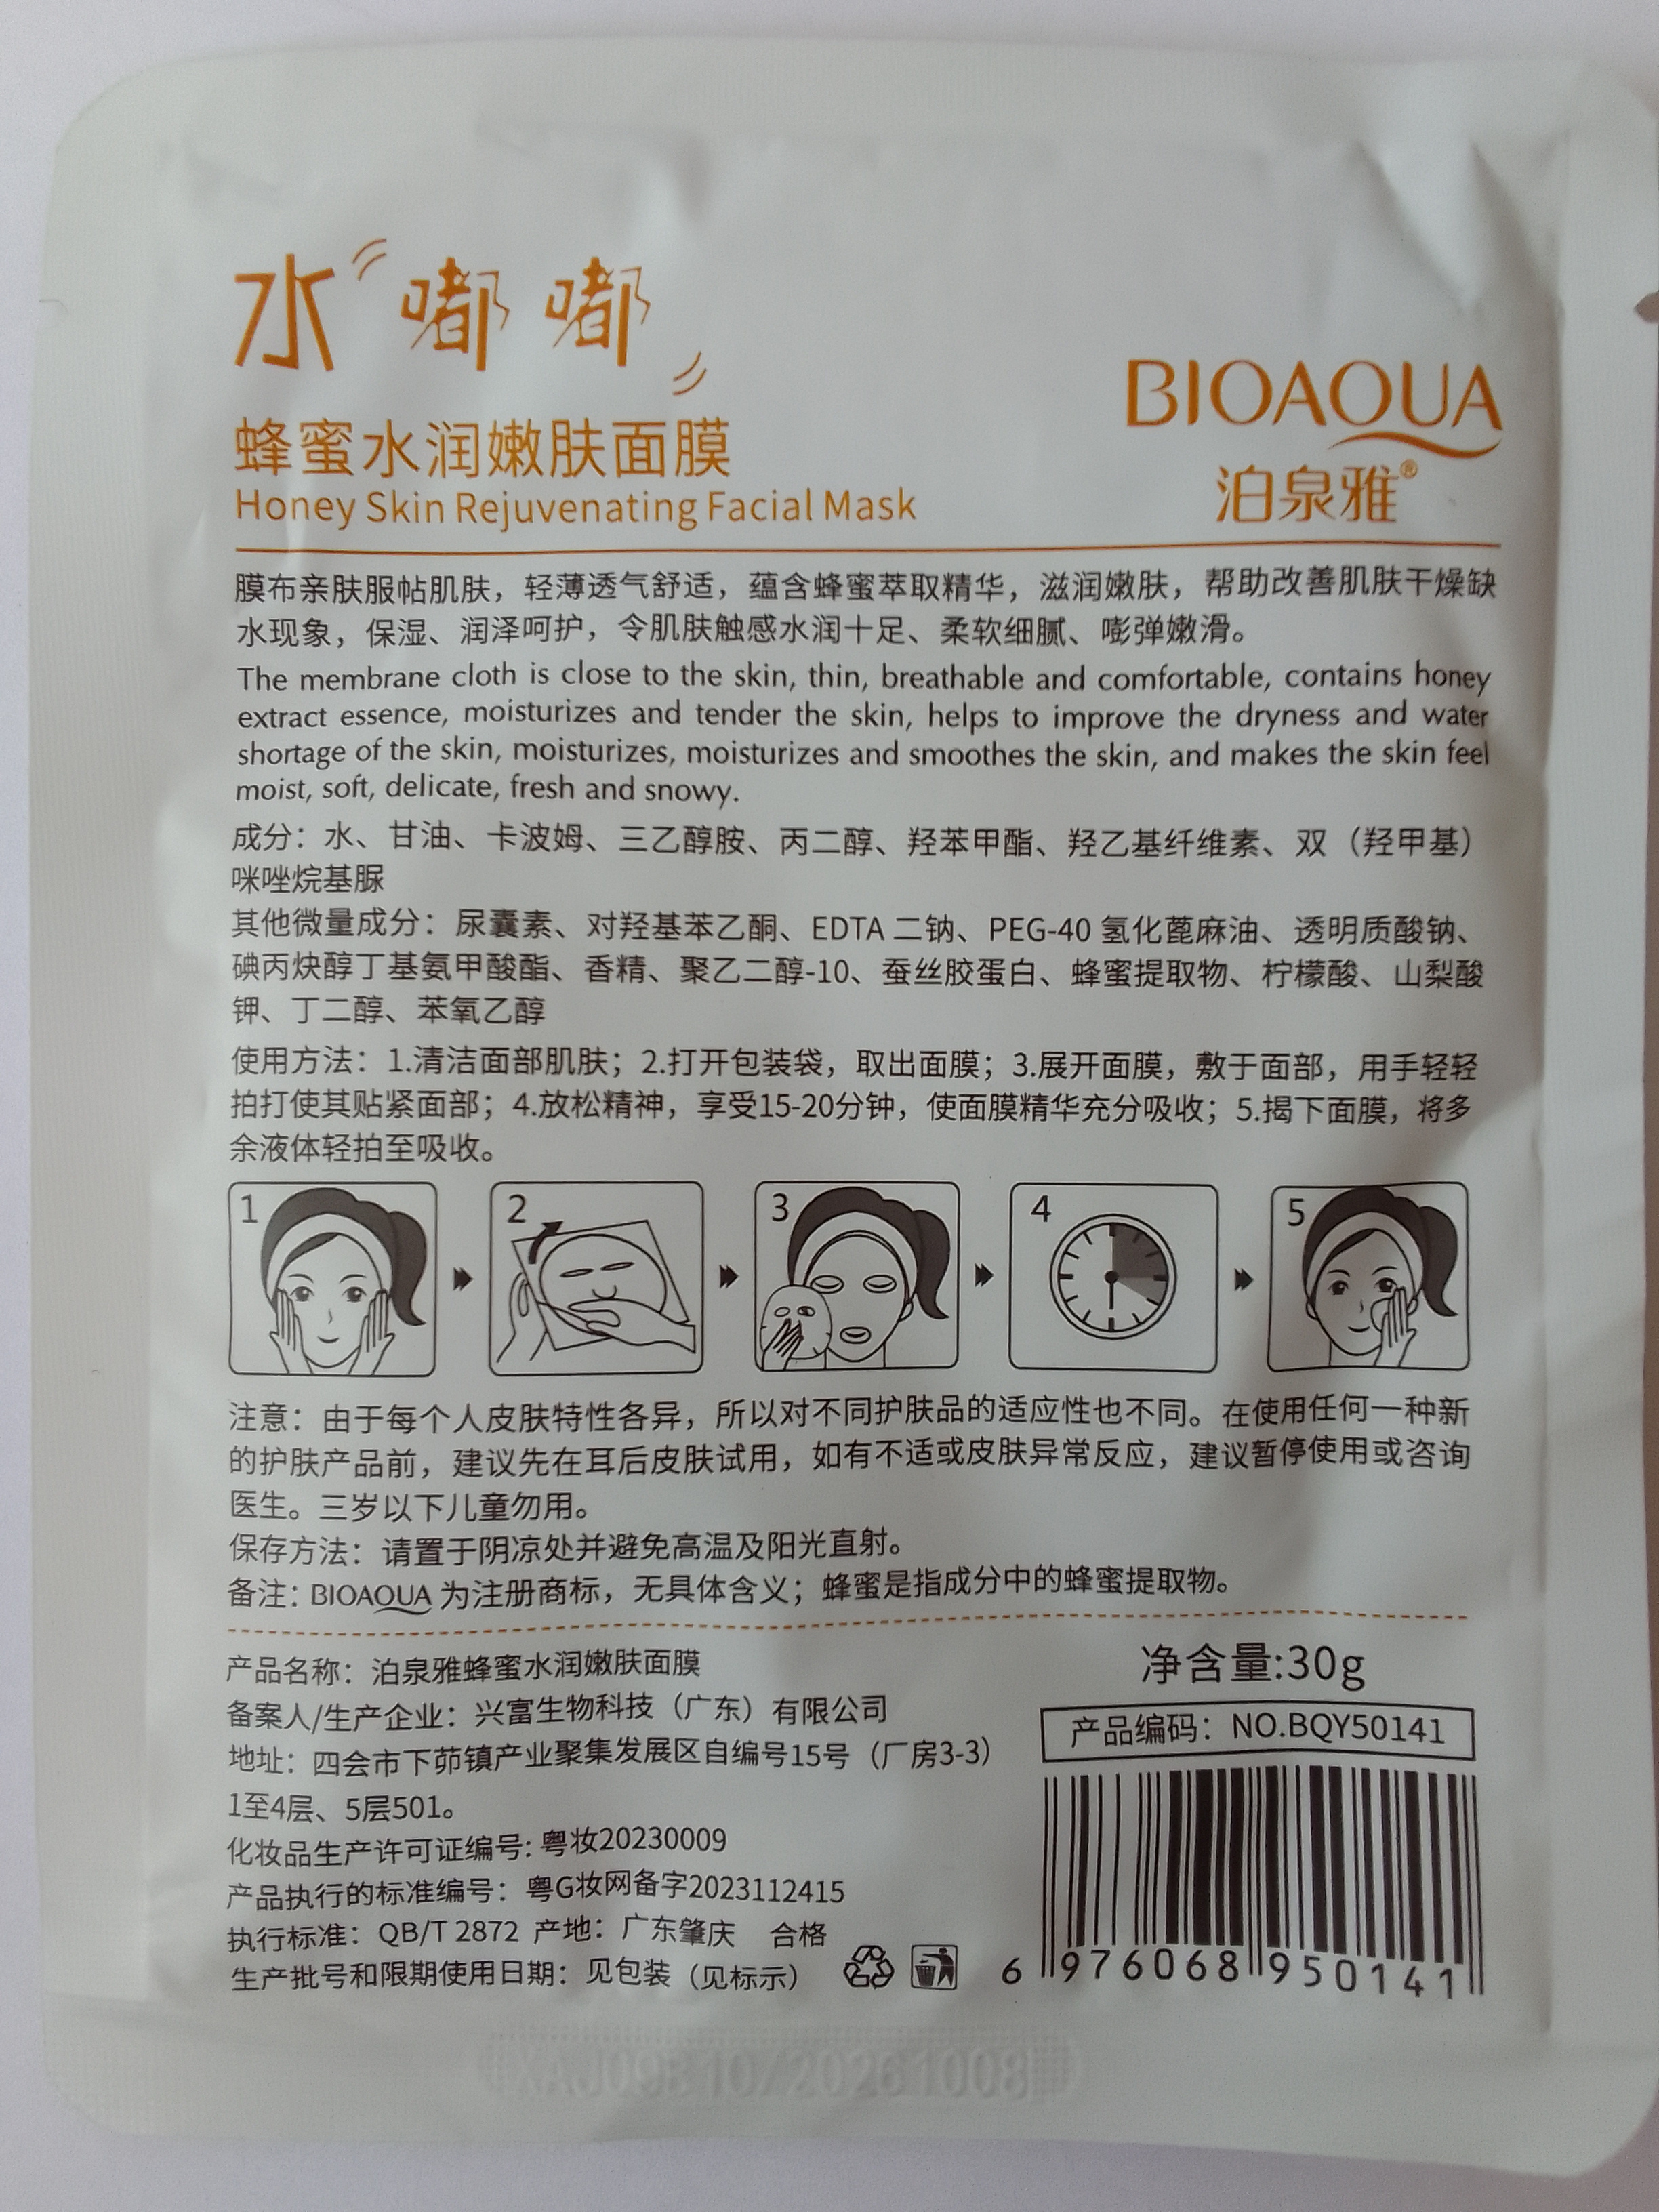 水嘟嘟
蜂蜜水润嫩肤面膜
Honey Skin Rejuvenating Facial Mask
BIOAQUA
泊泉雅®
膜布亲肤服帖肌肤，轻薄透气舒适，蕴含蜂蜜萃取精华，滋润嫩肤，帮助改善肌肤干燥缺
水现象，保湿、润泽呵护，令肌肤触感水润十足、柔软细腻、嘭弹嫩滑。
The membrane cloth is close to the skin, thin, breathable and comfortable, contains honey
extract essence, moisturizes and tender the skin, helps to improve the dryness and water
shortage of the skin, moisturizes, moisturizes and smoothes the skin, and makes the skin feel
moist, soft, delicate, fresh and snowy.
成分：水、甘油、卡波姆、三乙醇胺、丙二醇、羟苯甲酯、羟乙基纤维素、双（羟甲基）
咪唑烷基脲
其他微量成分：尿囊素、对羟基苯乙酮、EDTA 二钠、PEG-40 氢化蓖麻油、透明质酸钠、
碘丙炔醇丁基氨甲酸酯、香精、聚乙二醇-10、蚕丝胶蛋白、蜂蜜提取物、柠檬酸、山梨酸
钾、丁二醇、苯氧乙醇
使用方法：1.清洁面部肌肤；2.打开包装袋，取出面膜；3.展开面膜，敷于面部，用手轻轻
拍打使其贴紧面部；4.放松精神，享受15-20分钟，使面膜精华充分吸收；5.揭下面膜，将多
余液体轻拍至吸收。
1 2 3 4 5
注意：由于每个人皮肤特性各异，所以对不同护肤品的适应性也不同。在使用任何一种新
的护肤产品前，建议先在耳后皮肤试用，如有不适或皮肤异常反应，建议暂停使用或咨询
医生。三岁以下儿童勿用。
保存方法：请置于阴凉处并避免高温及阳光直射。
备注：BIOAQUA 为注册商标，无具体含义；蜂蜜是指成分中的蜂蜜提取物。
产品名称：泊泉雅蜂蜜水润嫩肤面膜
备案人/生产企业：兴富生物科技（广东）有限公司
地址：四会市下茆镇产业聚集发展区自编号15号（厂房3-3）
1至4层、5层501。
化妆品生产许可证编号: 粤妆20230009
产品执行的标准编号：粤G妆网备字2023112415
执行标准：QB/T 2872 产地：广东肇庆 合格
生产批号和限期使用日期：见包装（见标示）
净含量:30g
产品编码：NO.BQY50141
6 976068 950141
20261008